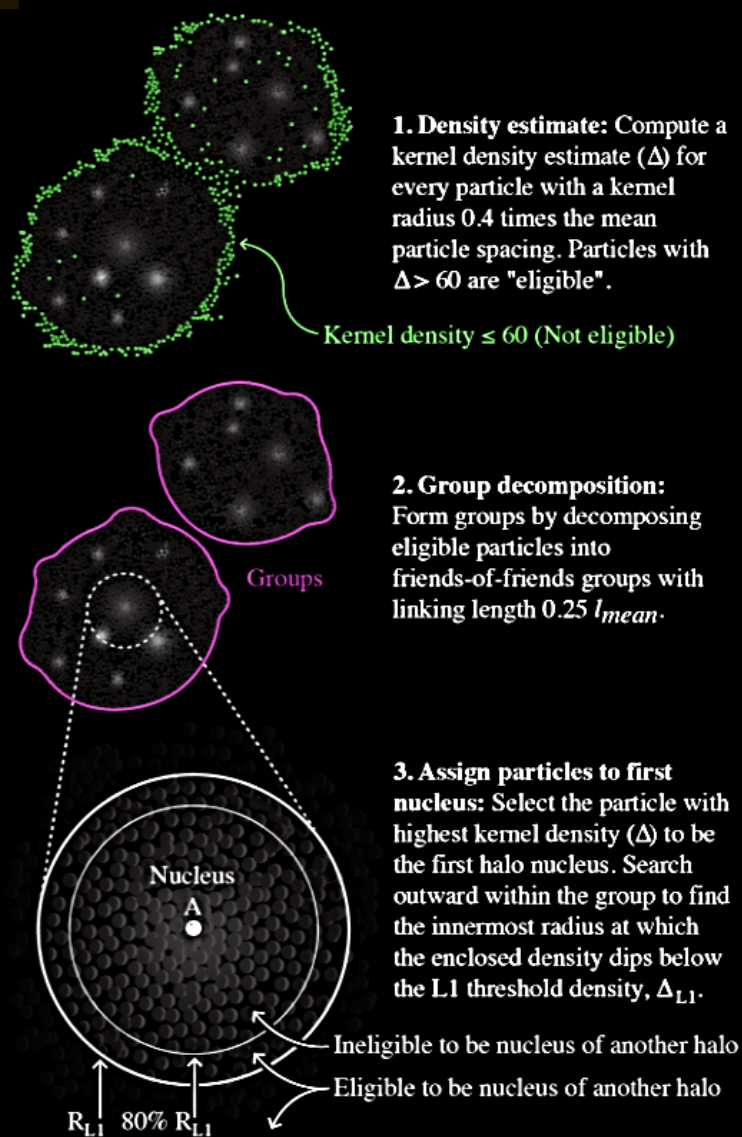 1. Density estimate: Compute a
kernel density estimate (Δ) for
every particle with a kernel
radius 0.4 times the mean
particle spacing. Particles with
Δ > 60 are "eligible".
Kernel density ≤ 60 (Not eligible)
2. Group decomposition:
Form groups by decomposing
eligible particles into
friends-of-friends groups with
linking length 0.25 l_mean.
Groups
3. Assign particles to first
nucleus: Select the particle with
highest kernel density (Δ) to be
the first halo nucleus. Search
outward within the group to find
the innermost radius at which
the enclosed density dips below
the L1 threshold density, Δ_L1.
Nucleus
A
Ineligible to be nucleus of another halo
Eligible to be nucleus of another halo
R_L1 80% R_L1